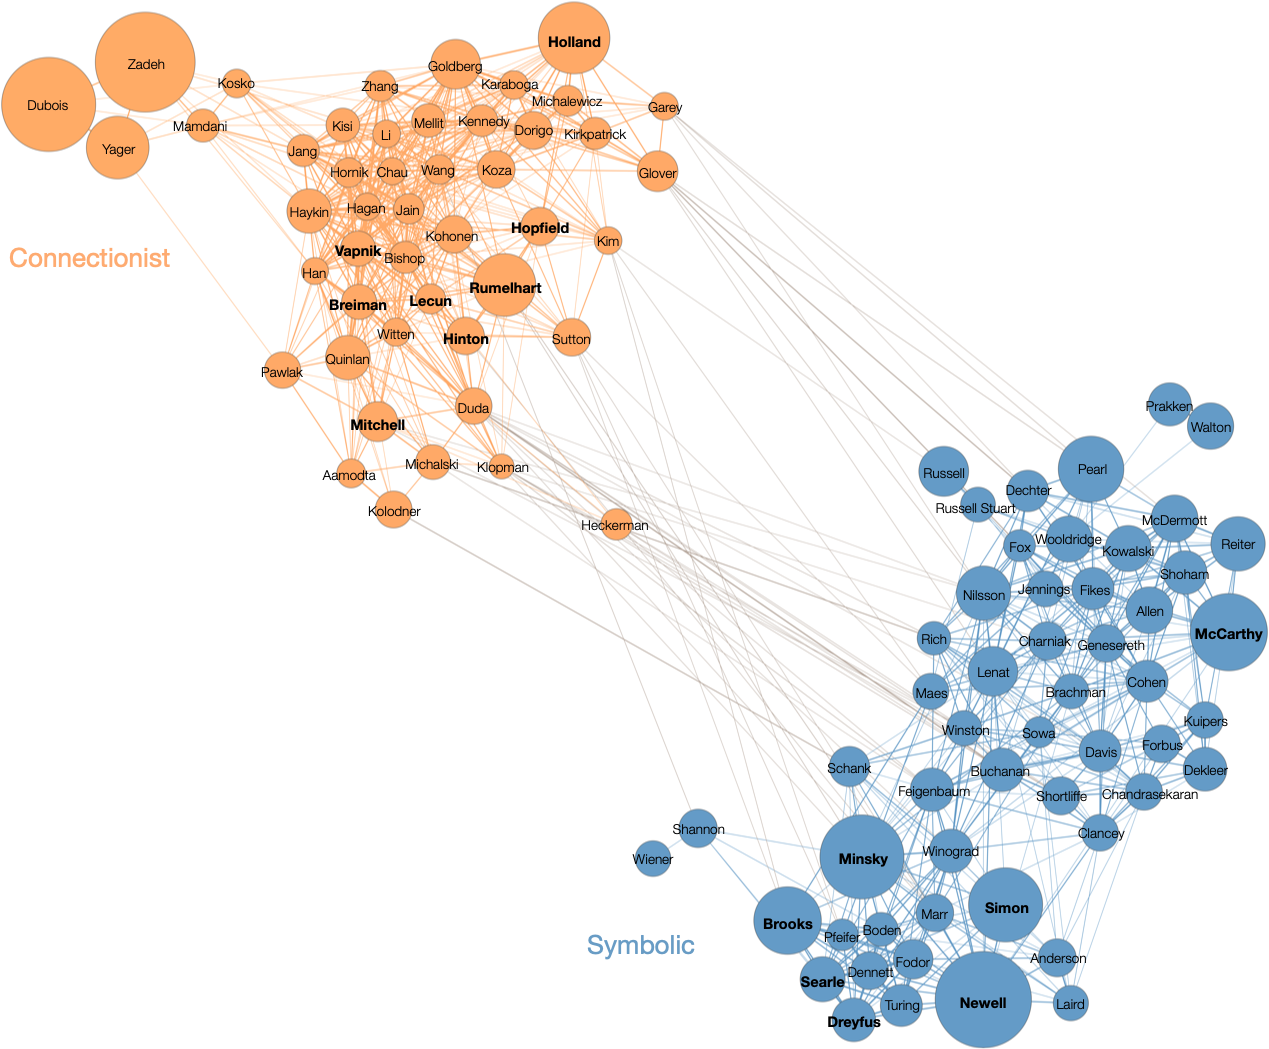 Holland
Zadeh
Goldberg
Kosko
Zhang
Karaboga
Dubois
Michalewicz
Garey
Mamdani
Kisi
Li
Mellit
Kennedy
Dorigo
Kirkpatrick
Yager
Jang
Hornik
Chau
Wang
Koza
Glover
Haykin
Hagan
Jain
Hopfield
Kohonen
Kim
Connectionist
Vapnik
Bishop
Han
Rumelhart
Breiman
Lecun
Witten
Hinton
Sutton
Quinlan
Pawlak
Duda
Mitchell
Michalski
Klopman
Aamodta
Kolodner
Heckerman
Prakken
Walton
Pearl
Russell
Dechter
Russell Stuart
McDermott
Wooldridge
Fox
Kowalski
Reiter
Shoham
Nilsson
Jennings
Fikes
Allen
McCarthy
Rich
Charniak
Genesereth
Lenat
Cohen
Maes
Brachman
Kuipers
Winston
Sowa
Forbus
Davis
Schank
Buchanan
Dekleer
Feigenbaum
Shortliffe
Chandrasekaran
Shannon
Clancey
Wiener
Minsky
Winograd
Simon
Marr
Brooks
Boden
Pfeifer
Symbolic
Anderson
Fodor
Dennett
Searle
Newell
Turing
Laird
Dreyfus